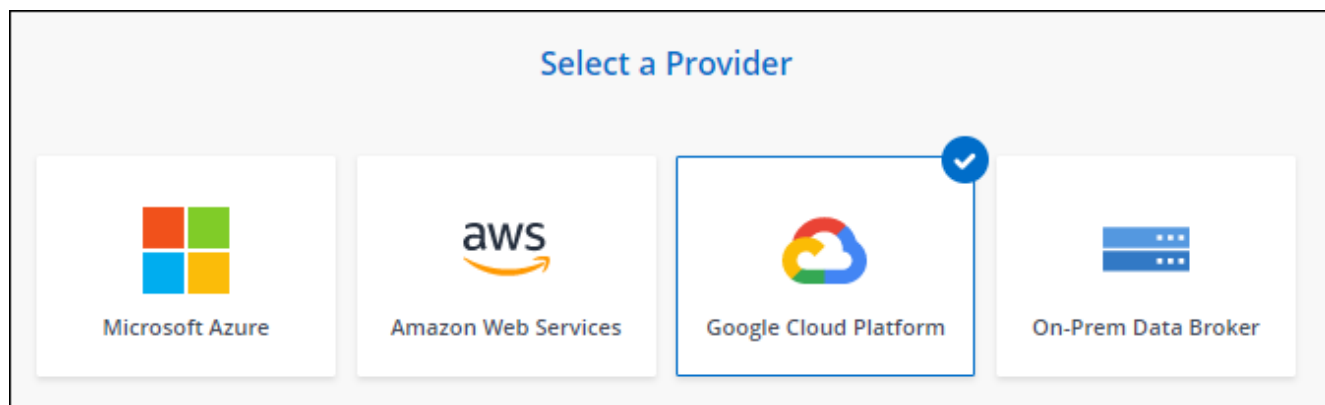 Select a Provider
aws
Microsoft Azure
Amazon Web Services
Google Cloud Platform
On-Prem Data Broker